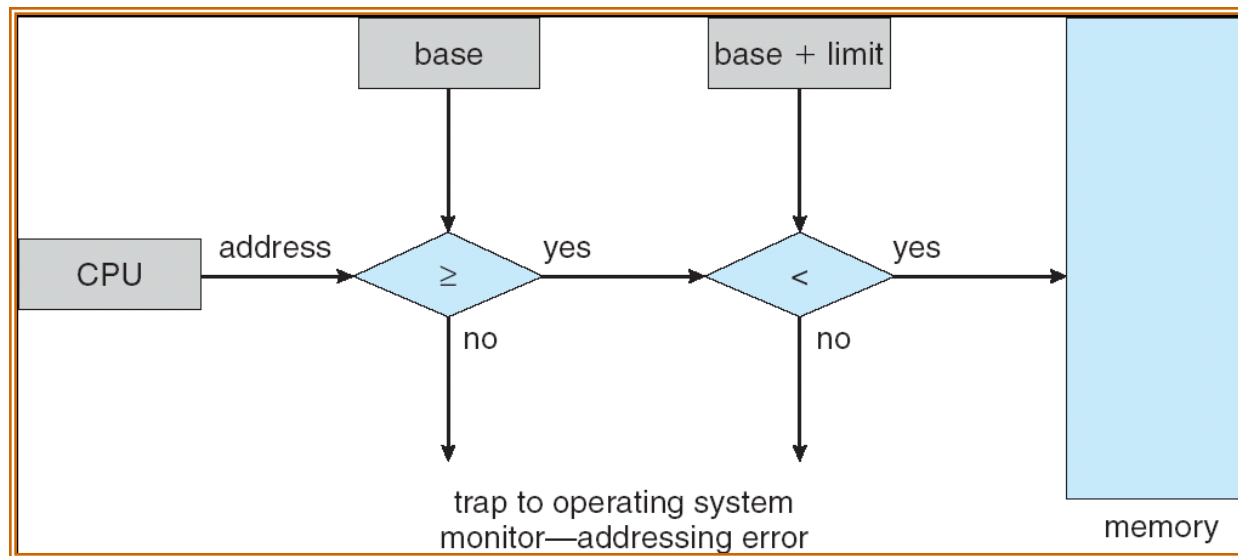 base
base + limit
CPU
address
≥
yes
<
yes
no
no
trap to operating system
monitor—addressing error
memory